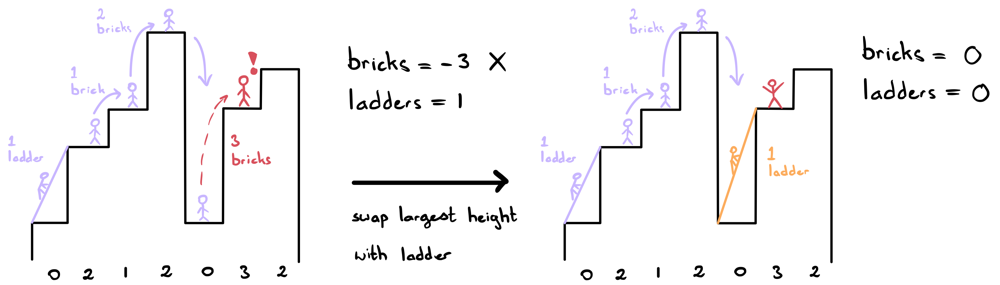 2
bricks
1
brick
1
ladder
3
bricks
!
0 2 1 2 0 3 2
bricks = -3 X
ladders = 1
swap largest height
with ladder
2
bricks
1
brick
1
ladder
1
ladder
0 2 1 2 0 3 2
bricks = 0
ladders = 0